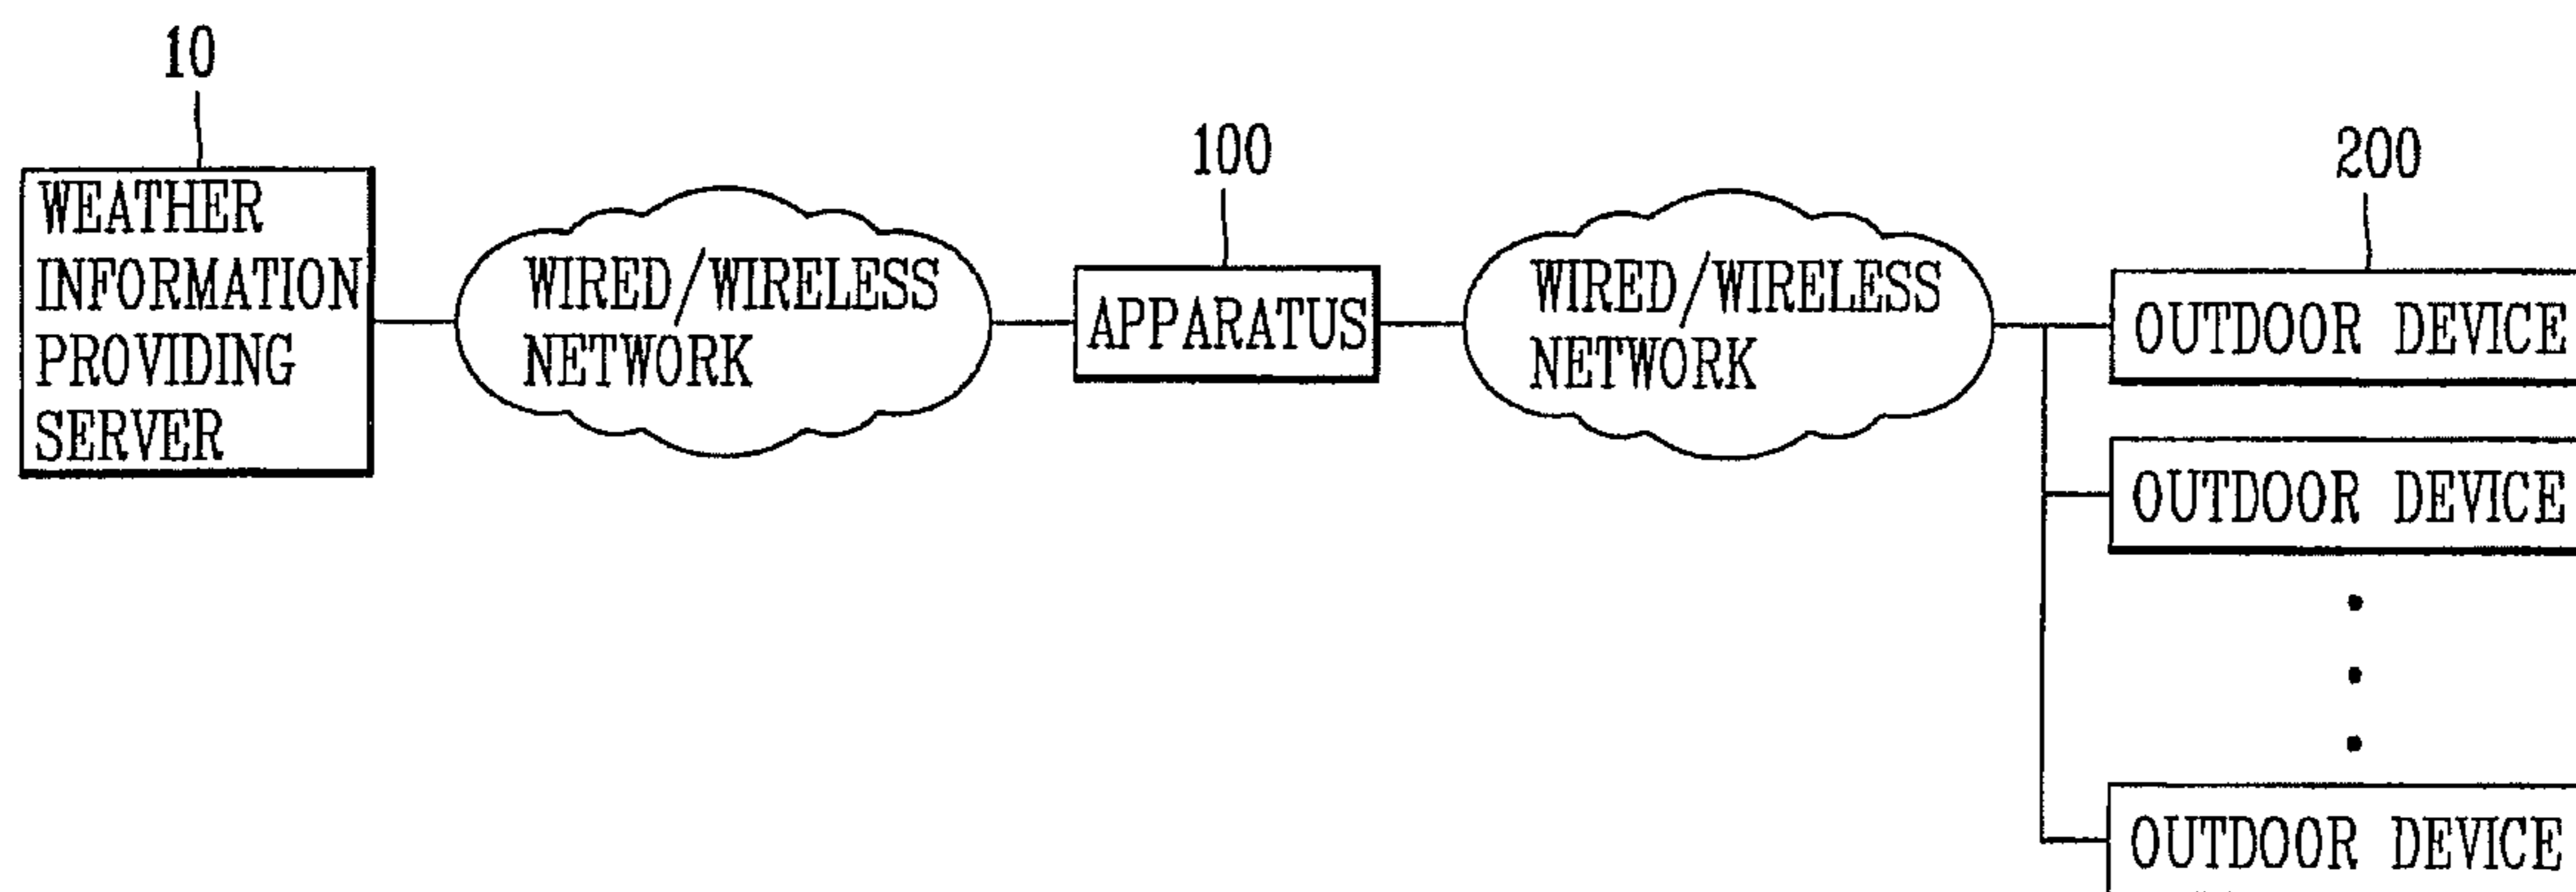 10
100
200
WEATHER
INFORMATION
PROVIDING
SERVER
WIRED/WIRELESS
NETWORK
APPARATUS
WIRED/WIRELESS
NETWORK
OUTDOOR DEVICE
OUTDOOR DEVICE
OUTDOOR DEVICE